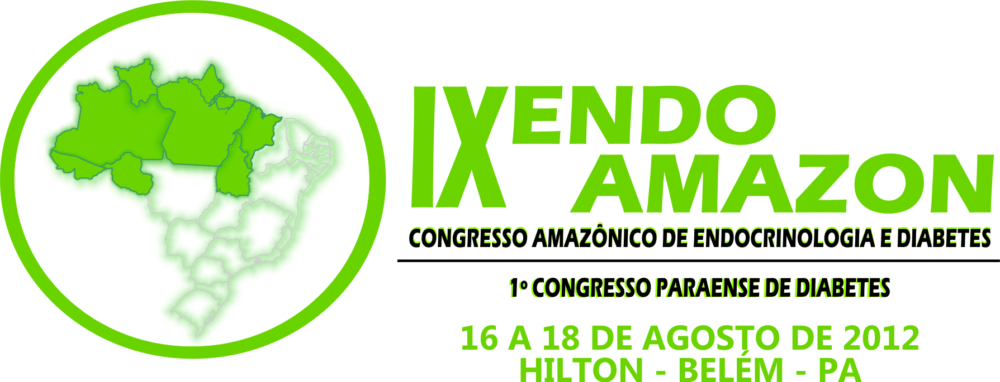 IX ENDO
AMAZON
CONGRESSO AMAZÔNICO DE ENDOCRINOLOGIA E DIABETES
1º CONGRESSO PARAENSE DE DIABETES
16 A 18 DE AGOSTO DE 2012
HILTON - BELÉM - PA